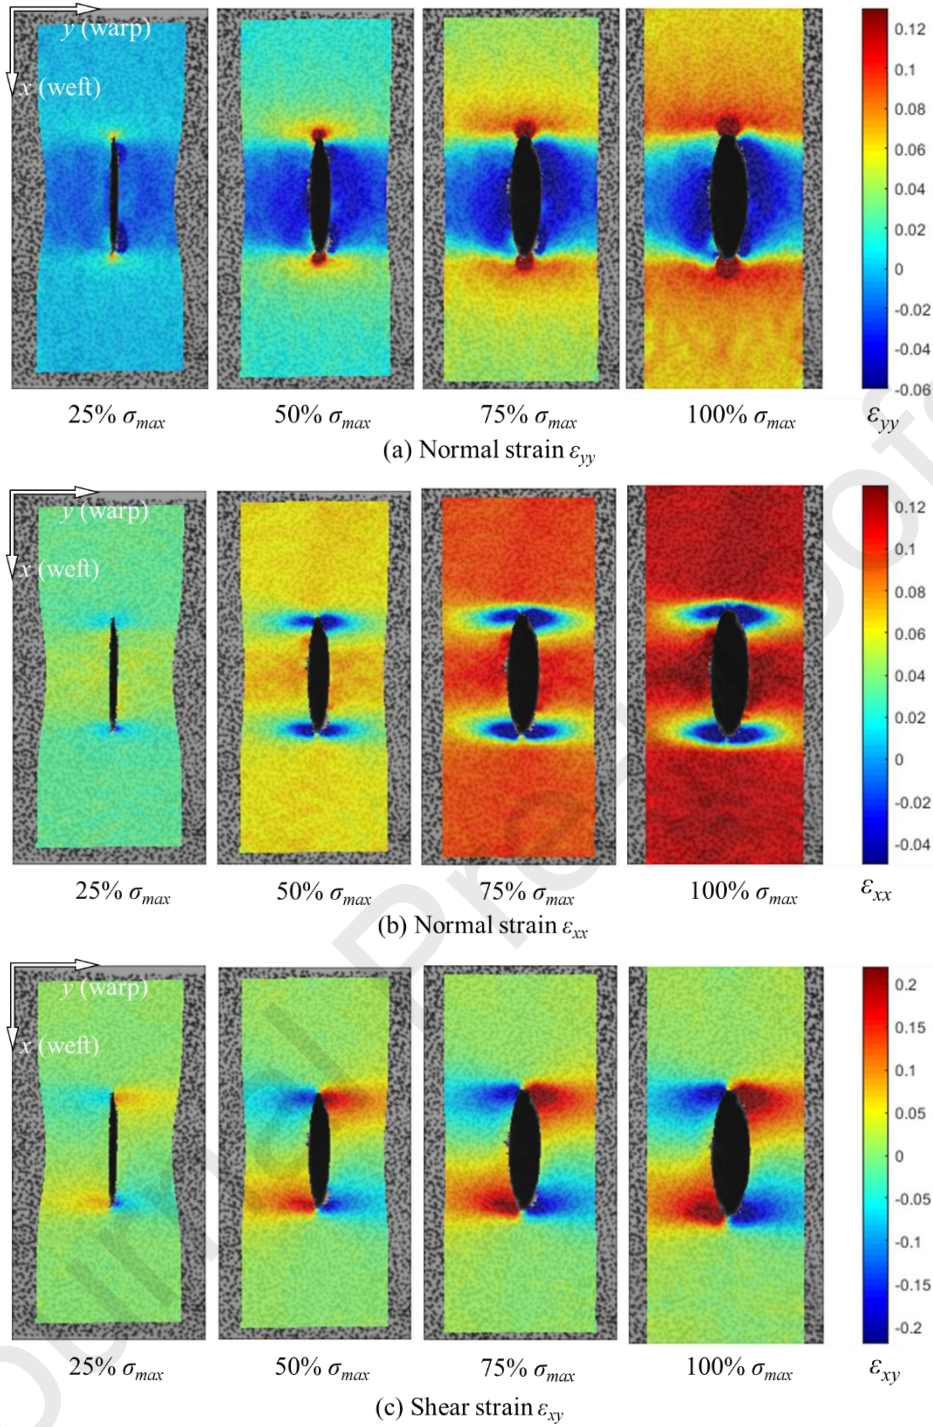 y (warp)
x (weft)
0.12
0.1
0.08
0.06
0.04
0.02
0
-0.02
-0.04
-0.06
25% σmax
50% σmax
75% σmax
100% σmax
εyy
(a) Normal strain εyy
y (warp)
x (weft)
0.12
0.1
0.08
0.06
0.04
0.02
0
-0.02
-0.04
25% σmax
50% σmax
75% σmax
100% σmax
εxx
(b) Normal strain εxx
y (warp)
x (weft)
0.2
0.15
0.1
0.05
0
-0.05
-0.1
-0.15
-0.2
25% σmax
50% σmax
75% σmax
100% σmax
εxy
(c) Shear strain εxy
Journal Pre-proof